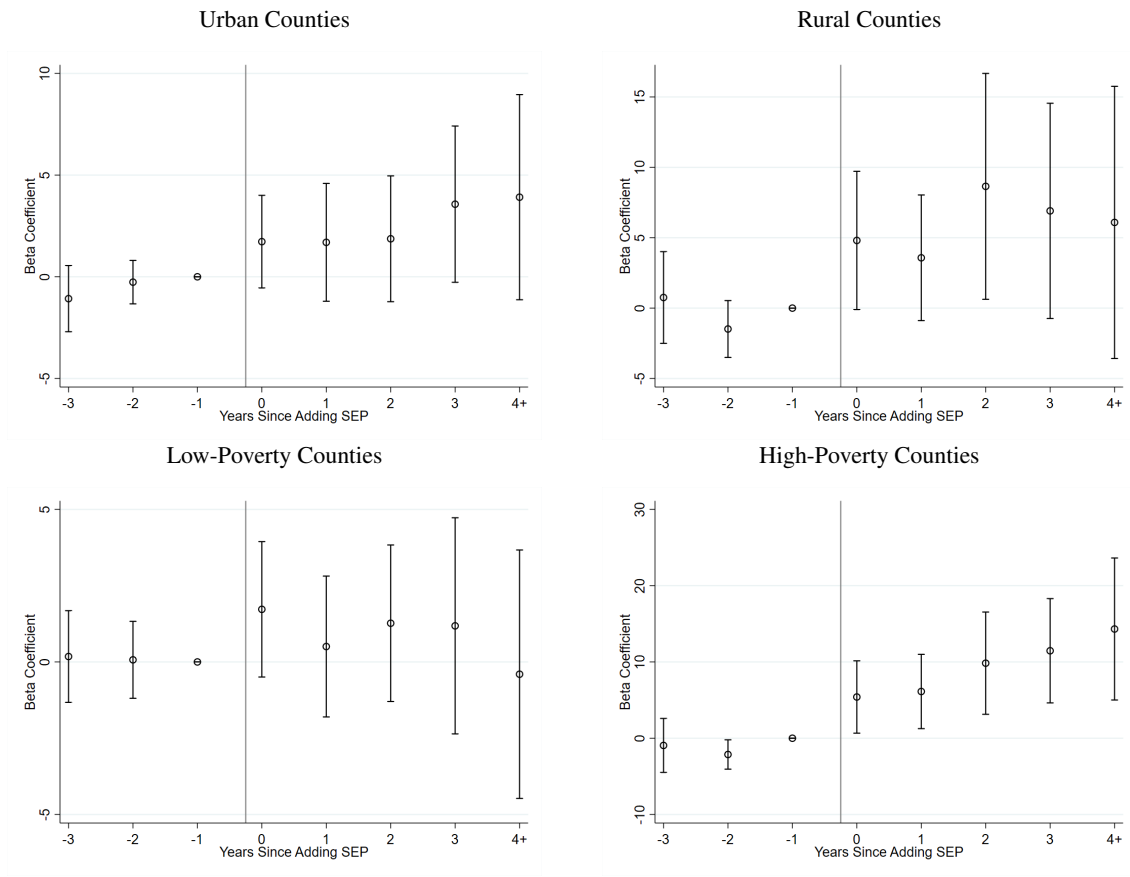 Urban Counties
Beta Coefficient
10
5
0
-5
-3 -2 -1 0 1 2 3 4+
Years Since Adding SEP
Rural Counties
Beta Coefficient
15
10
5
0
-5
-3 -2 -1 0 1 2 3 4+
Years Since Adding SEP
Low-Poverty Counties
Beta Coefficient
5
0
-5
-3 -2 -1 0 1 2 3 4+
Years Since Adding SEP
High-Poverty Counties
Beta Coefficient
30
20
10
0
-10
-3 -2 -1 0 1 2 3 4+
Years Since Adding SEP